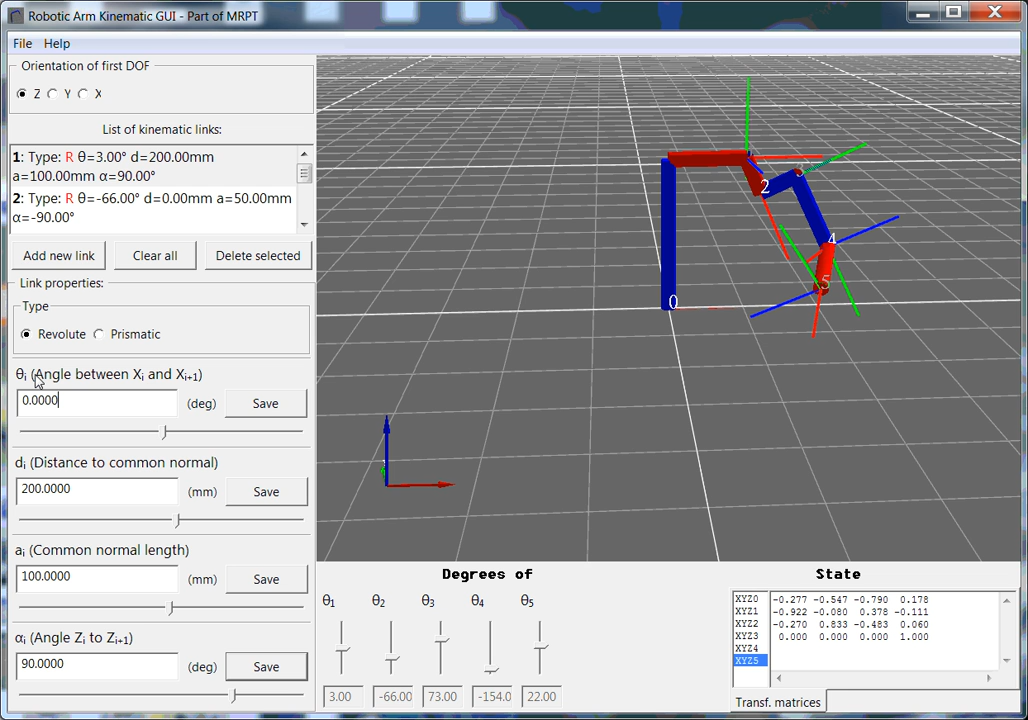 Robotic Arm Kinematic GUI - Part of MRPT
File Help
Orientation of first DOF
Z Y X
List of kinematic links:
1: Type: R θ=3.00° d=200.00mm
a=100.00mm α=90.00°
2: Type: R θ=-66.00° d=0.00mm a=50.00mm
α=-90.00°
Add new link Clear all Delete selected
Link properties:
Type
Revolute Prismatic
θi (Angle between Xi and Xi+1)
0.0000 (deg) Save
di (Distance to common normal)
200.0000 (mm) Save
ai (Common normal length)
100.0000 (mm) Save
αi (Angle Zi to Zi+1)
90.0000 (deg) Save
0
2
3
4
5
Degrees of
θ1 θ2 θ3 θ4 θ5
3.00 -66.00 73.00 -154.0 22.00
State
XYZ0
XYZ1
XYZ2
XYZ3
XYZ4
XYZ5
-0.277 -0.547 -0.790 0.178
-0.922 -0.080 0.378 -0.111
-0.270 0.833 -0.483 0.060
0.000 0.000 0.000 1.000
Transf. matrices